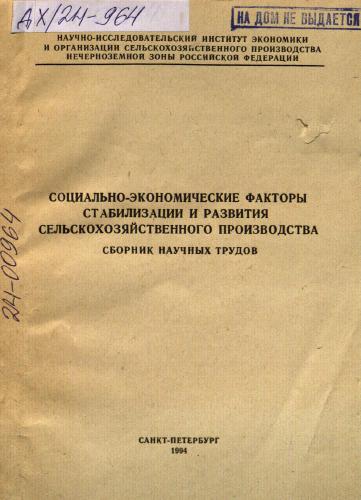 ДХ/24-964
НА ДОМ НЕ ВЫДАЕТСЯ
НАУЧНО-ИССЛЕДОВАТЕЛЬСКИЙ ИНСТИТУТ ЭКОНОМИКИ
И ОРГАНИЗАЦИИ СЕЛЬСКОХОЗЯЙСТВЕННОГО ПРОИЗВОДСТВА
НЕЧЕРНОЗЕМНОЙ ЗОНЫ РОССИЙСКОЙ ФЕДЕРАЦИИ
24-00964
СОЦИАЛЬНО-ЭКОНОМИЧЕСКИЕ ФАКТОРЫ
СТАБИЛИЗАЦИИ И РАЗВИТИЯ
СЕЛЬСКОХОЗЯЙСТВЕННОГО ПРОИЗВОДСТВА
СБОРНИК НАУЧНЫХ ТРУДОВ
САНКТ-ПЕТЕРБУРГ
1994